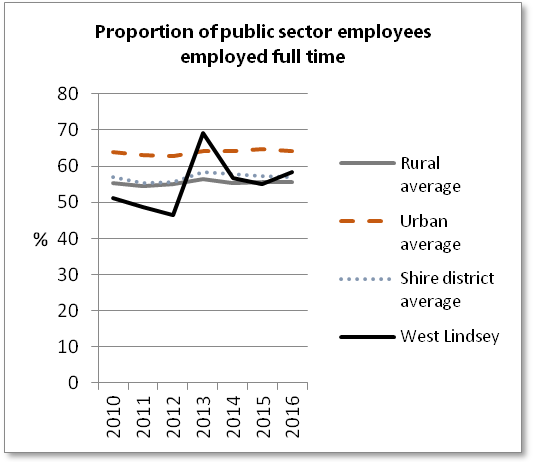 Proportion of public sector employees
employed full time
80
70
60
50
40
30
20
10
0
%
2010
2011
2012
2013
2014
2015
2016
Rural
average
Urban
average
Shire district
average
West Lindsey